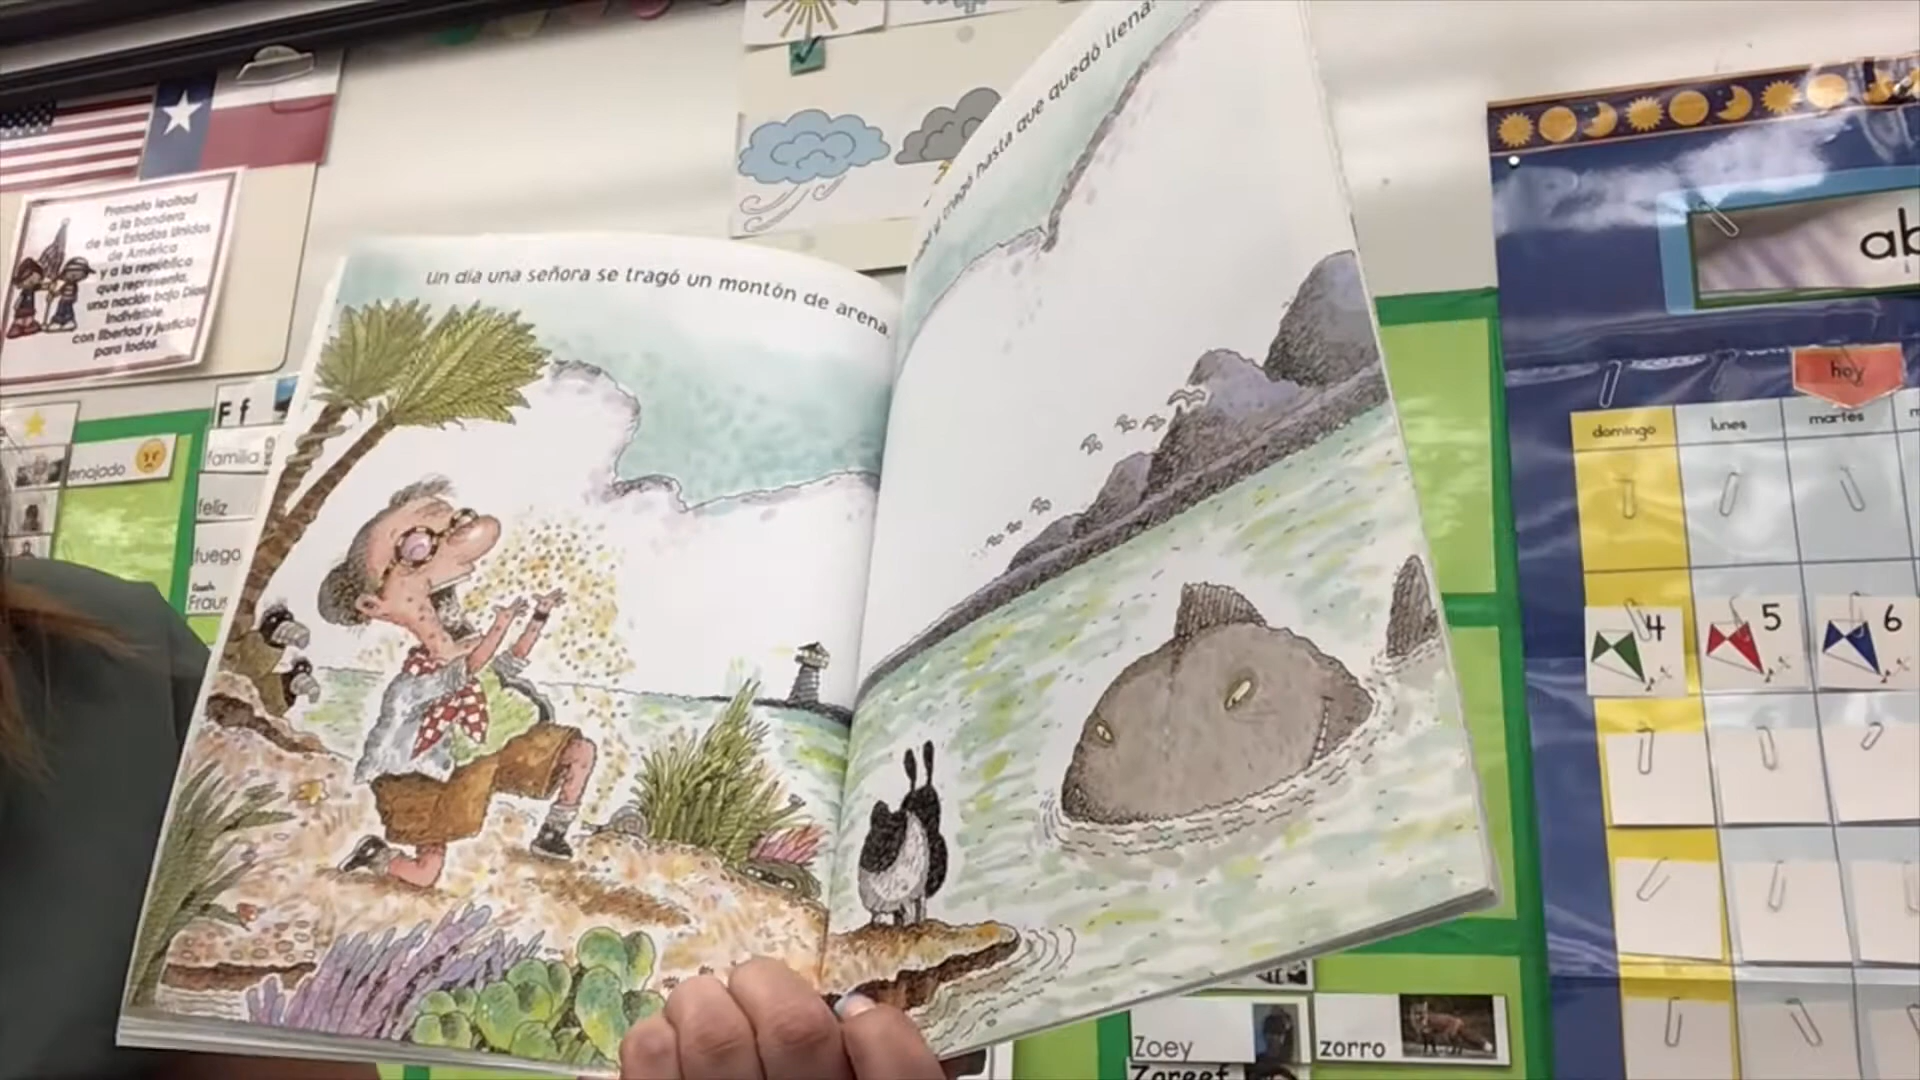 Prometo lealtad
a la bandera
de los Estados Unidos
de América
y a la república
que representa,
una nación bajo Dios,
indivisible,
con libertad y justicia
para todos.
F f
enojado
familia
feliz
fuego
un día una señora se tragó un montón de arena.
y tragó hasta que quedó llena.
ab
hoy
domingo
lunes
martes
4
5
6
Zoey
zorro